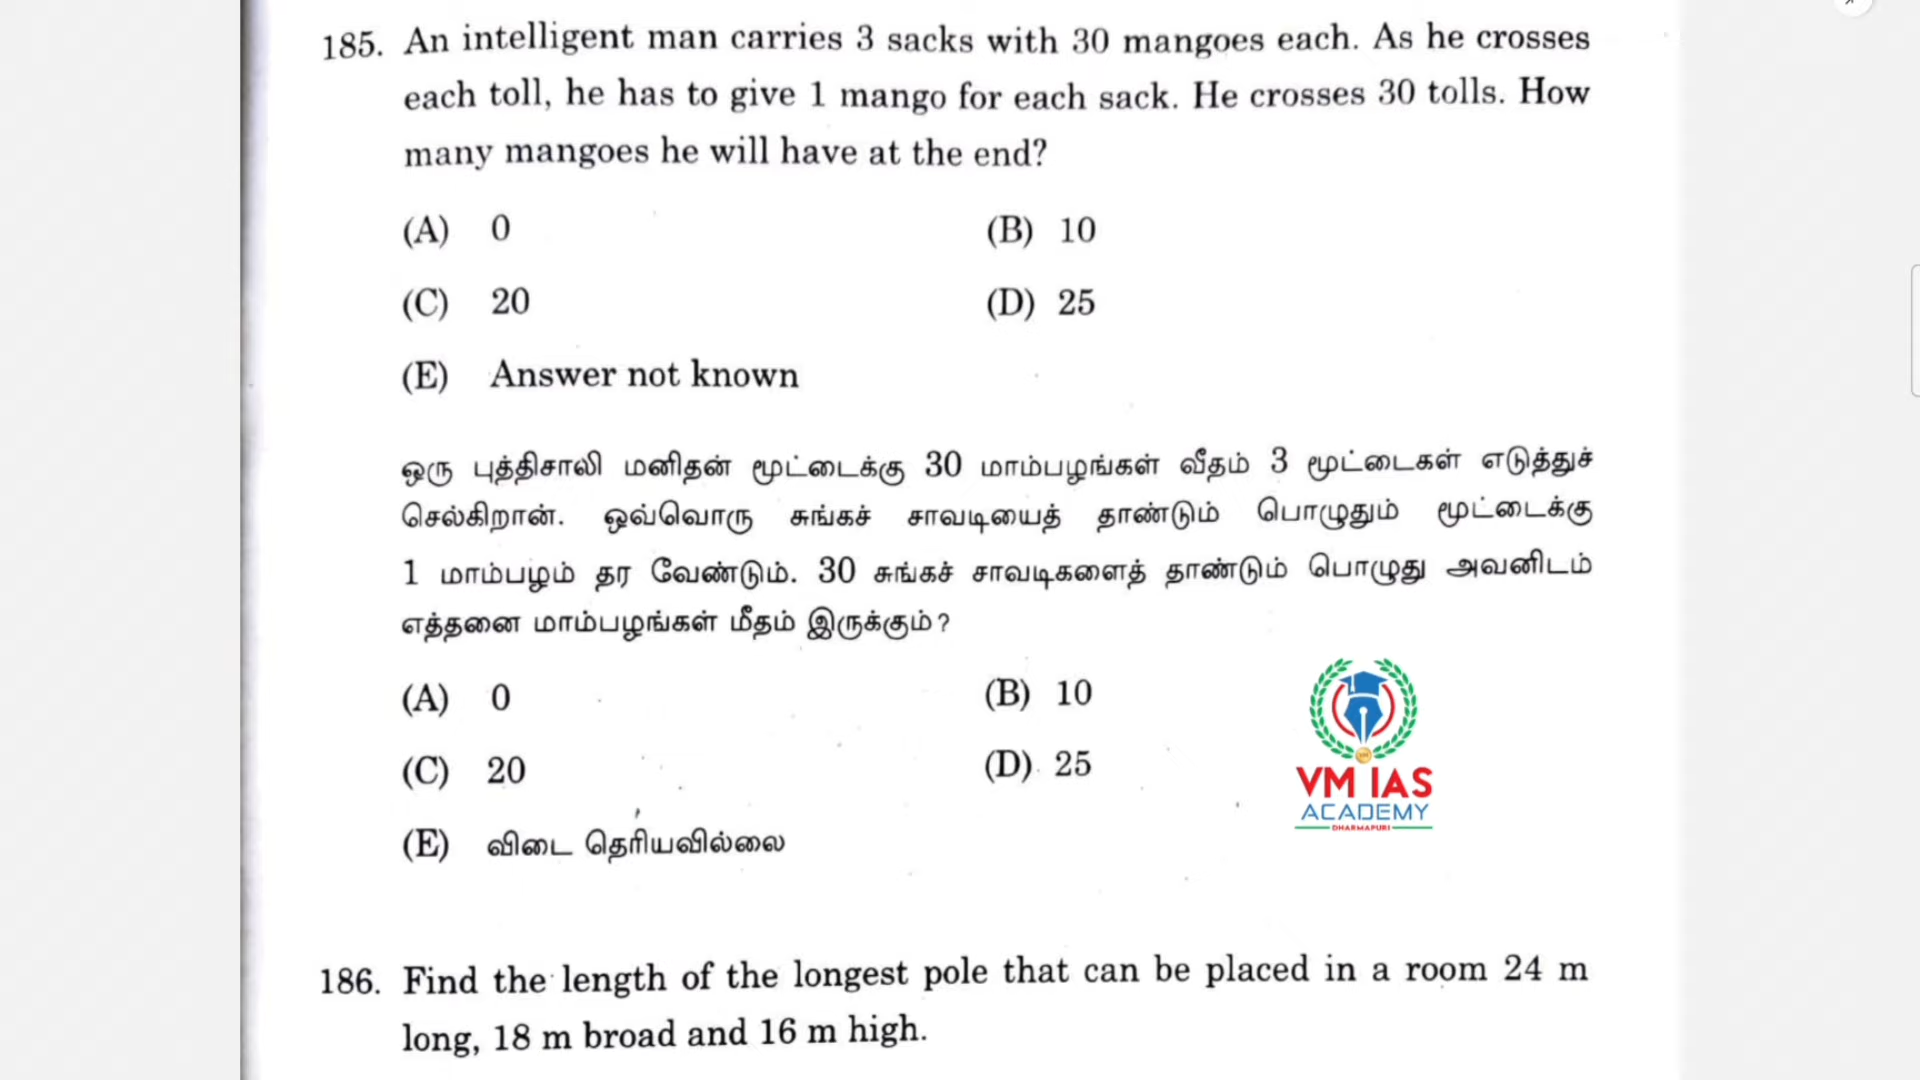 185. An intelligent man carries 3 sacks with 30 mangoes each. As he crosses
each toll, he has to give 1 mango for each sack. He crosses 30 tolls. How
many mangoes he will have at the end?
(A) 0 (B) 10
(C) 20 (D) 25
(E) Answer not known
ஒரு புத்திசாலி மனிதன் மூட்டைக்கு 30 மாம்பழங்கள் வீதம் 3 மூட்டைகள் எடுத்துச்
செல்கிறான். ஒவ்வொரு சுங்கச் சாவடியைத் தாண்டும் பொழுதும் மூட்டைக்கு
1 மாம்பழம் தர வேண்டும். 30 சுங்கச் சாவடிகளைத் தாண்டும் பொழுது அவனிடம்
எத்தனை மாம்பழங்கள் மீதம் இருக்கும்?
(A) 0 (B) 10
(C) 20 (D) 25
(E) விடை தெரியவில்லை
VM IAS
ACADEMY
DHARMAPURI
186. Find the length of the longest pole that can be placed in a room 24 m
long, 18 m broad and 16 m high.